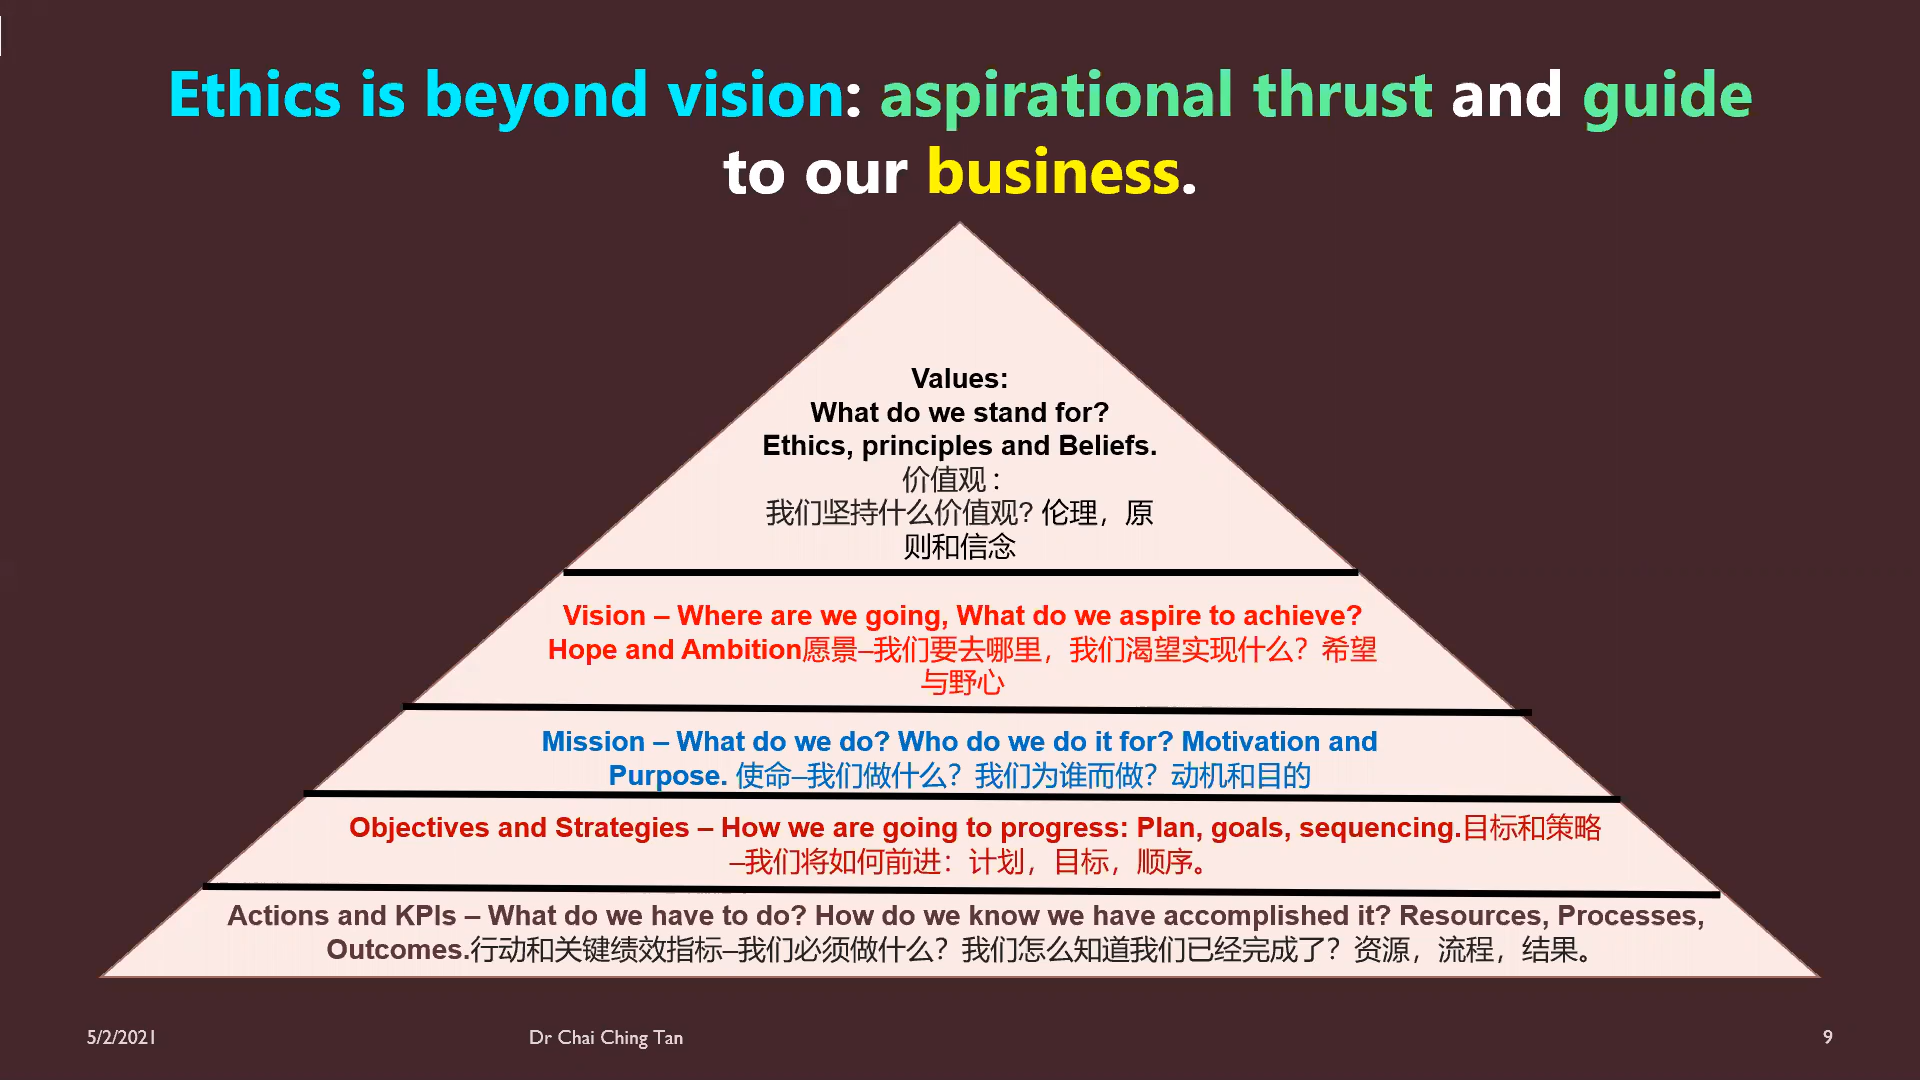 Ethics is beyond vision: aspirational thrust and guide
to our business.
Values:
What do we stand for?
Ethics, principles and Beliefs.
价值观 :
我们坚持什么价值观? 伦理，原
则和信念
Vision – Where are we going, What do we aspire to achieve?
Hope and Ambition愿景–我们要去哪里，我们渴望实现什么？希望
与野心
Mission – What do we do? Who do we do it for? Motivation and
Purpose. 使命–我们做什么？我们为谁而做？动机和目的
Objectives and Strategies – How we are going to progress: Plan, goals, sequencing.目标和策略
–我们将如何前进：计划，目标，顺序。
Actions and KPIs – What do we have to do? How do we know we have accomplished it? Resources, Processes,
Outcomes.行动和关键绩效指标–我们必须做什么？我们怎么知道我们已经完成了？资源，流程，结果。
5/2/2021
Dr Chai Ching Tan
9